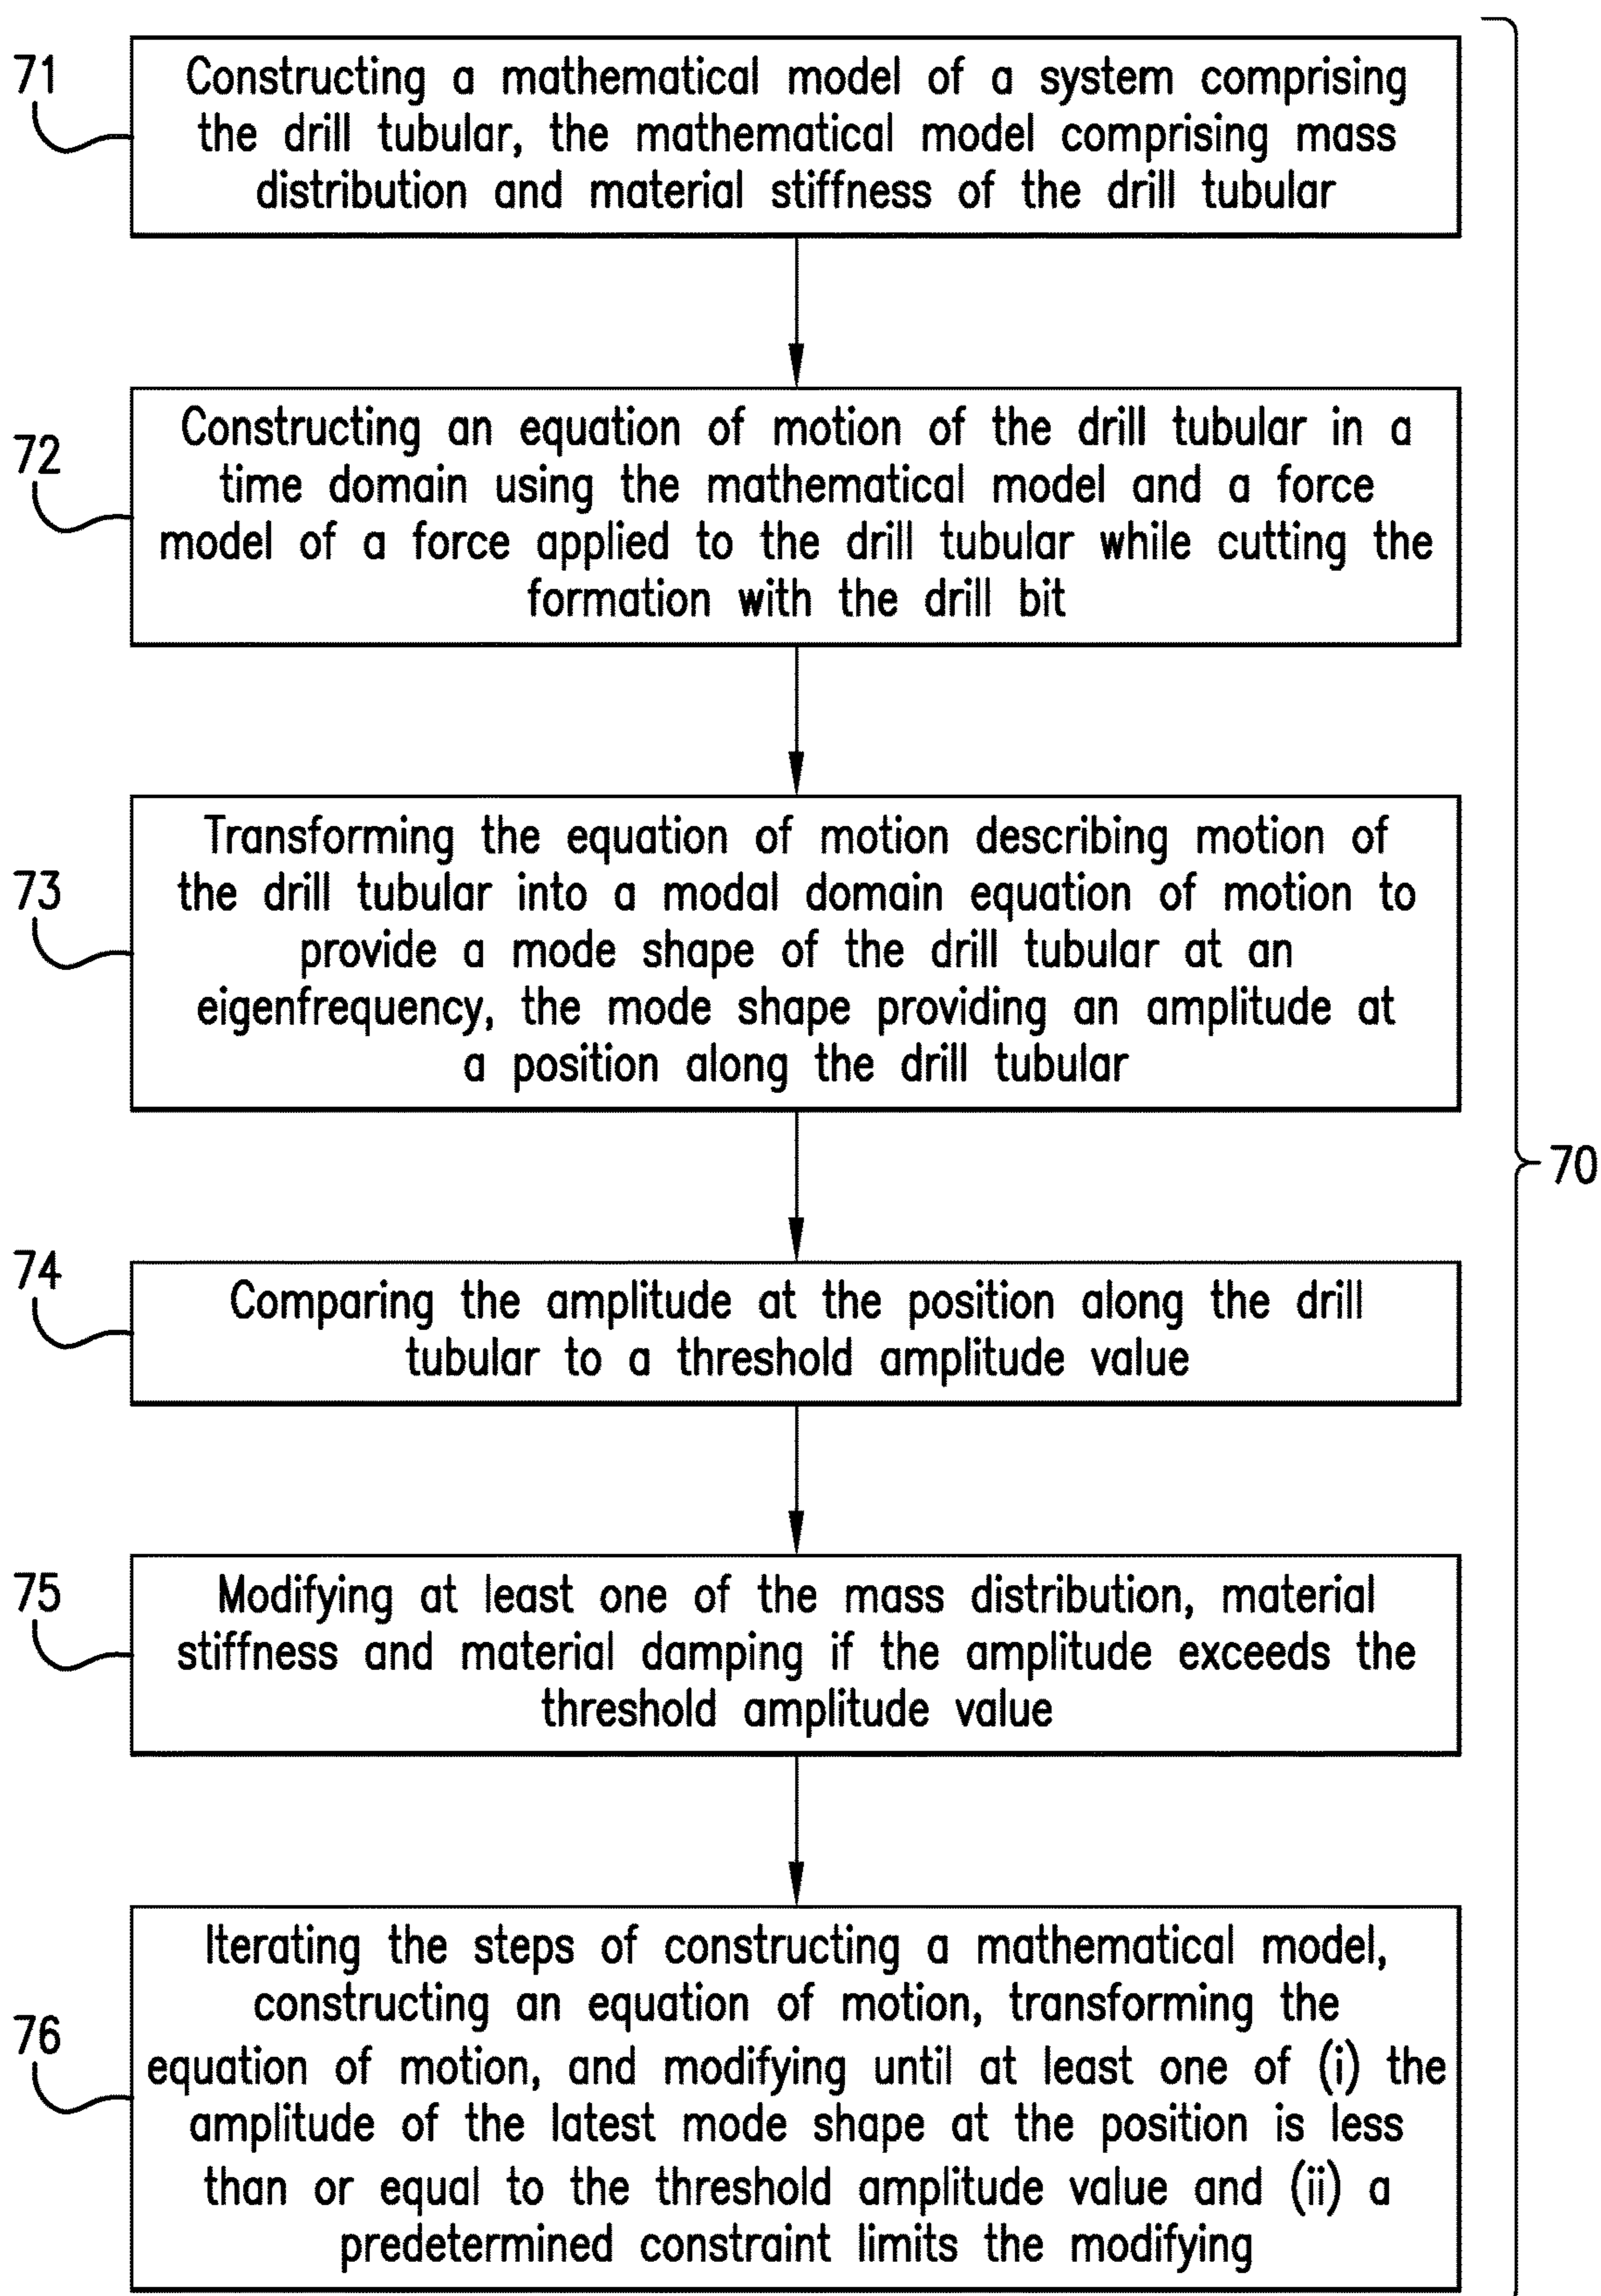 71
Constructing a mathematical model of a system comprising
the drill tubular, the mathematical model comprising mass
distribution and material stiffness of the drill tubular
72
Constructing an equation of motion of the drill tubular in a
time domain using the mathematical model and a force
model of a force applied to the drill tubular while cutting the
formation with the drill bit
73
Transforming the equation of motion describing motion of
the drill tubular into a modal domain equation of motion to
provide a mode shape of the drill tubular at an
eigenfrequency, the mode shape providing an amplitude at
a position along the drill tubular
70
74
Comparing the amplitude at the position along the drill
tubular to a threshold amplitude value
75
Modifying at least one of the mass distribution, material
stiffness and material damping if the amplitude exceeds the
threshold amplitude value
76
Iterating the steps of constructing a mathematical model,
constructing an equation of motion, transforming the
equation of motion, and modifying until at least one of (i) the
amplitude of the latest mode shape at the position is less
than or equal to the threshold amplitude value and (ii) a
predetermined constraint limits the modifying